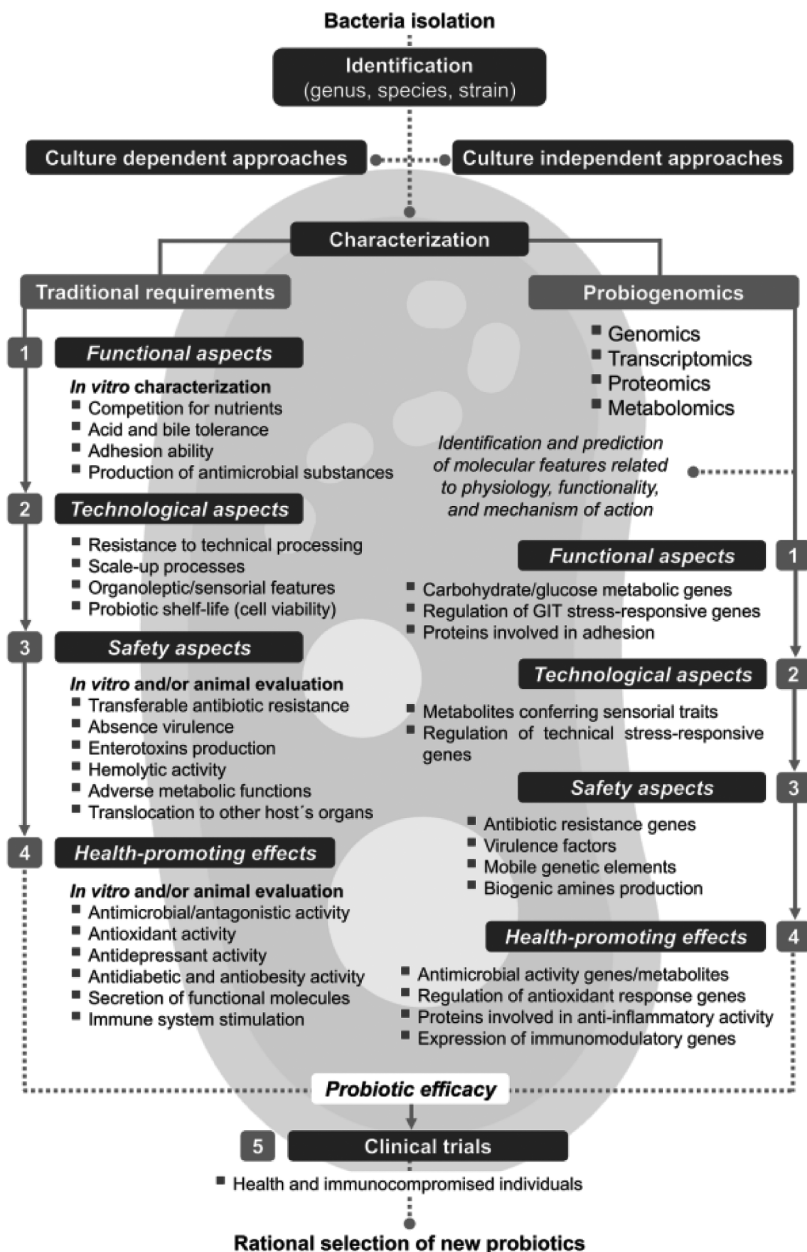 Bacteria isolation
Identification
(genus, species, strain)
Culture dependent approaches
Culture independent approaches
Characterization
Traditional requirements
1
Functional aspects
In vitro characterization
Competition for nutrients
Acid and bile tolerance
Adhesion ability
Production of antimicrobial substances
2
Technological aspects
Resistance to technical processing
Scale-up processes
Organoleptic/sensorial features
Probiotic shelf-life (cell viability)
3
Safety aspects
In vitro and/or animal evaluation
Transferable antibiotic resistance
Absence virulence
Enterotoxins production
Hemolytic activity
Adverse metabolic functions
Translocation to other host´s organs
4
Health-promoting effects
In vitro and/or animal evaluation
Antimicrobial/antagonistic activity
Antioxidant activity
Antidepressant activity
Antidiabetic and antiobesity activity
Secretion of functional molecules
Immune system stimulation
Probiogenomics
Genomics
Transcriptomics
Proteomics
Metabolomics
Identification and prediction
of molecular features related
to physiology, functionality,
and mechanism of action
Functional aspects
1
Carbohydrate/glucose metabolic genes
Regulation of GIT stress-responsive genes
Proteins involved in adhesion
Technological aspects
2
Metabolites conferring sensorial traits
Regulation of technical stress-responsive
genes
Safety aspects
3
Antibiotic resistance genes
Virulence factors
Mobile genetic elements
Biogenic amines production
Health-promoting effects
4
Antimicrobial activity genes/metabolites
Regulation of antioxidant response genes
Proteins involved in anti-inflammatory activity
Expression of immunomodulatory genes
Probiotic efficacy
5
Clinical trials
Health and immunocompromised individuals
Rational selection of new probiotics